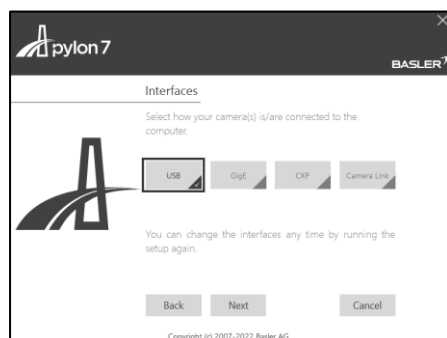 pylon 7
BASLER
Interfaces
Select how your camera(s) is/are connected to the
computer.
USB GigE CXP Camera Link
You can change the interfaces any time by running the
setup again.
Back Next Cancel
Copyright (c) 2007-2022 Basler AG